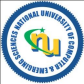 NATIONAL UNIVERSITY OF COMPUTER & EMERGING SCIENCES